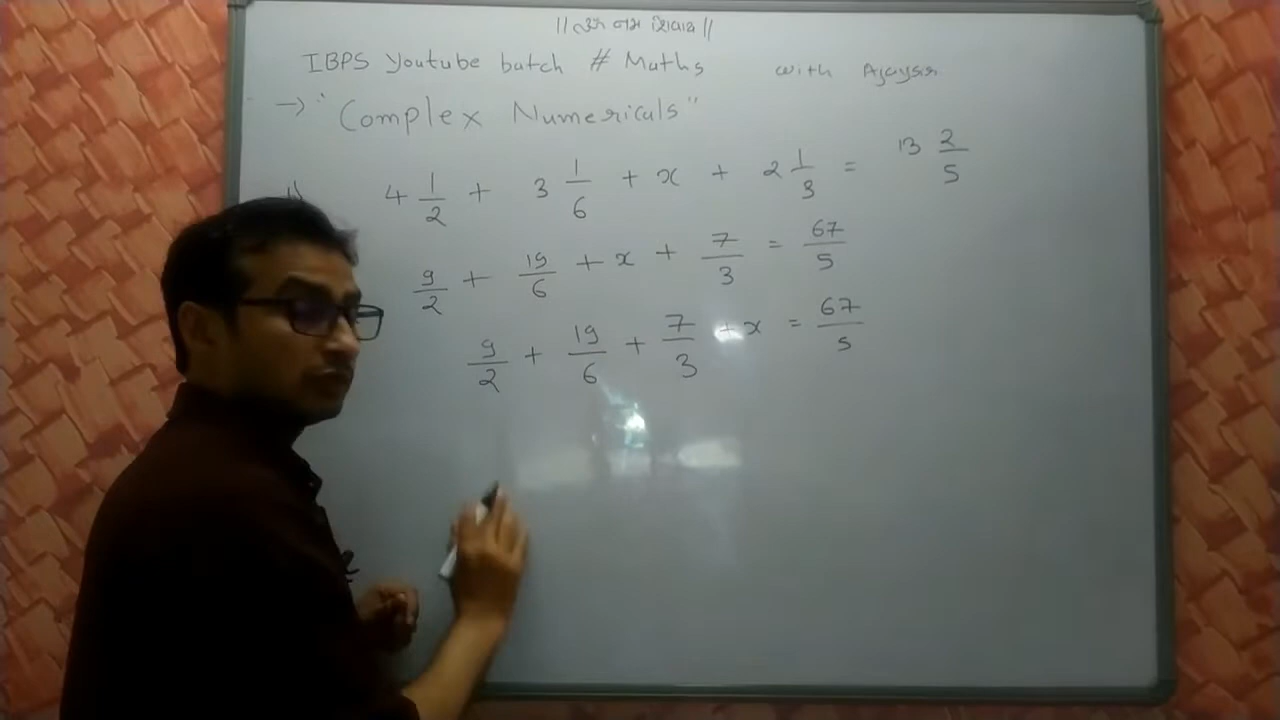 IBPS Youtube batch # Maths with Ajaysir
→ "Complex Numericals"
1) 4 1/2 + 3 1/6 + x + 2 1/3 = 13 2/5
9/2 + 19/6 + x + 7/3 = 67/5
9/2 + 19/6 + 7/3 + x = 67/5